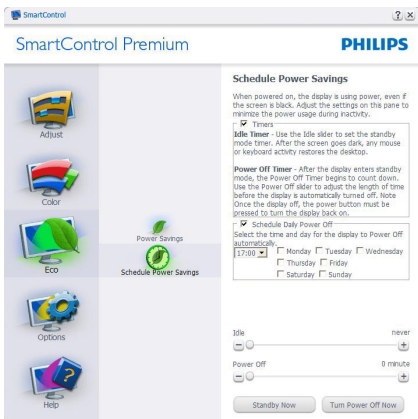 SmartControl
SmartControl Premium
PHILIPS
Adjust
Color
Eco
Options
Help
Power Savings
Schedule Power Savings
Schedule Power Savings
When powered on, the display is using power, even if
the screen is black. Adjust the settings on this pane to
minimize the power usage during inactivity.
Timers
Idle Timer - Use the Idle slider to set the standby
mode timer. After the screen goes dark, any mouse
or keyboard activity restores the desktop.
Power Off Timer - After the display enters standby
mode, the Power Off Timer begins to count down.
Use the Power Off slider to adjust the length of time
before the display is automatically turned off. Note
Once the display off, the power button must be
pressed to turn the display back on.
Schedule Daily Power Off
Select the time and day for the display to Power Off
automatically.
17:00 Monday Tuesday Wednesday
Thursday Friday
Saturday Sunday
Idle never
Power Off 0 minute
Standby Now Turn Power Off Now